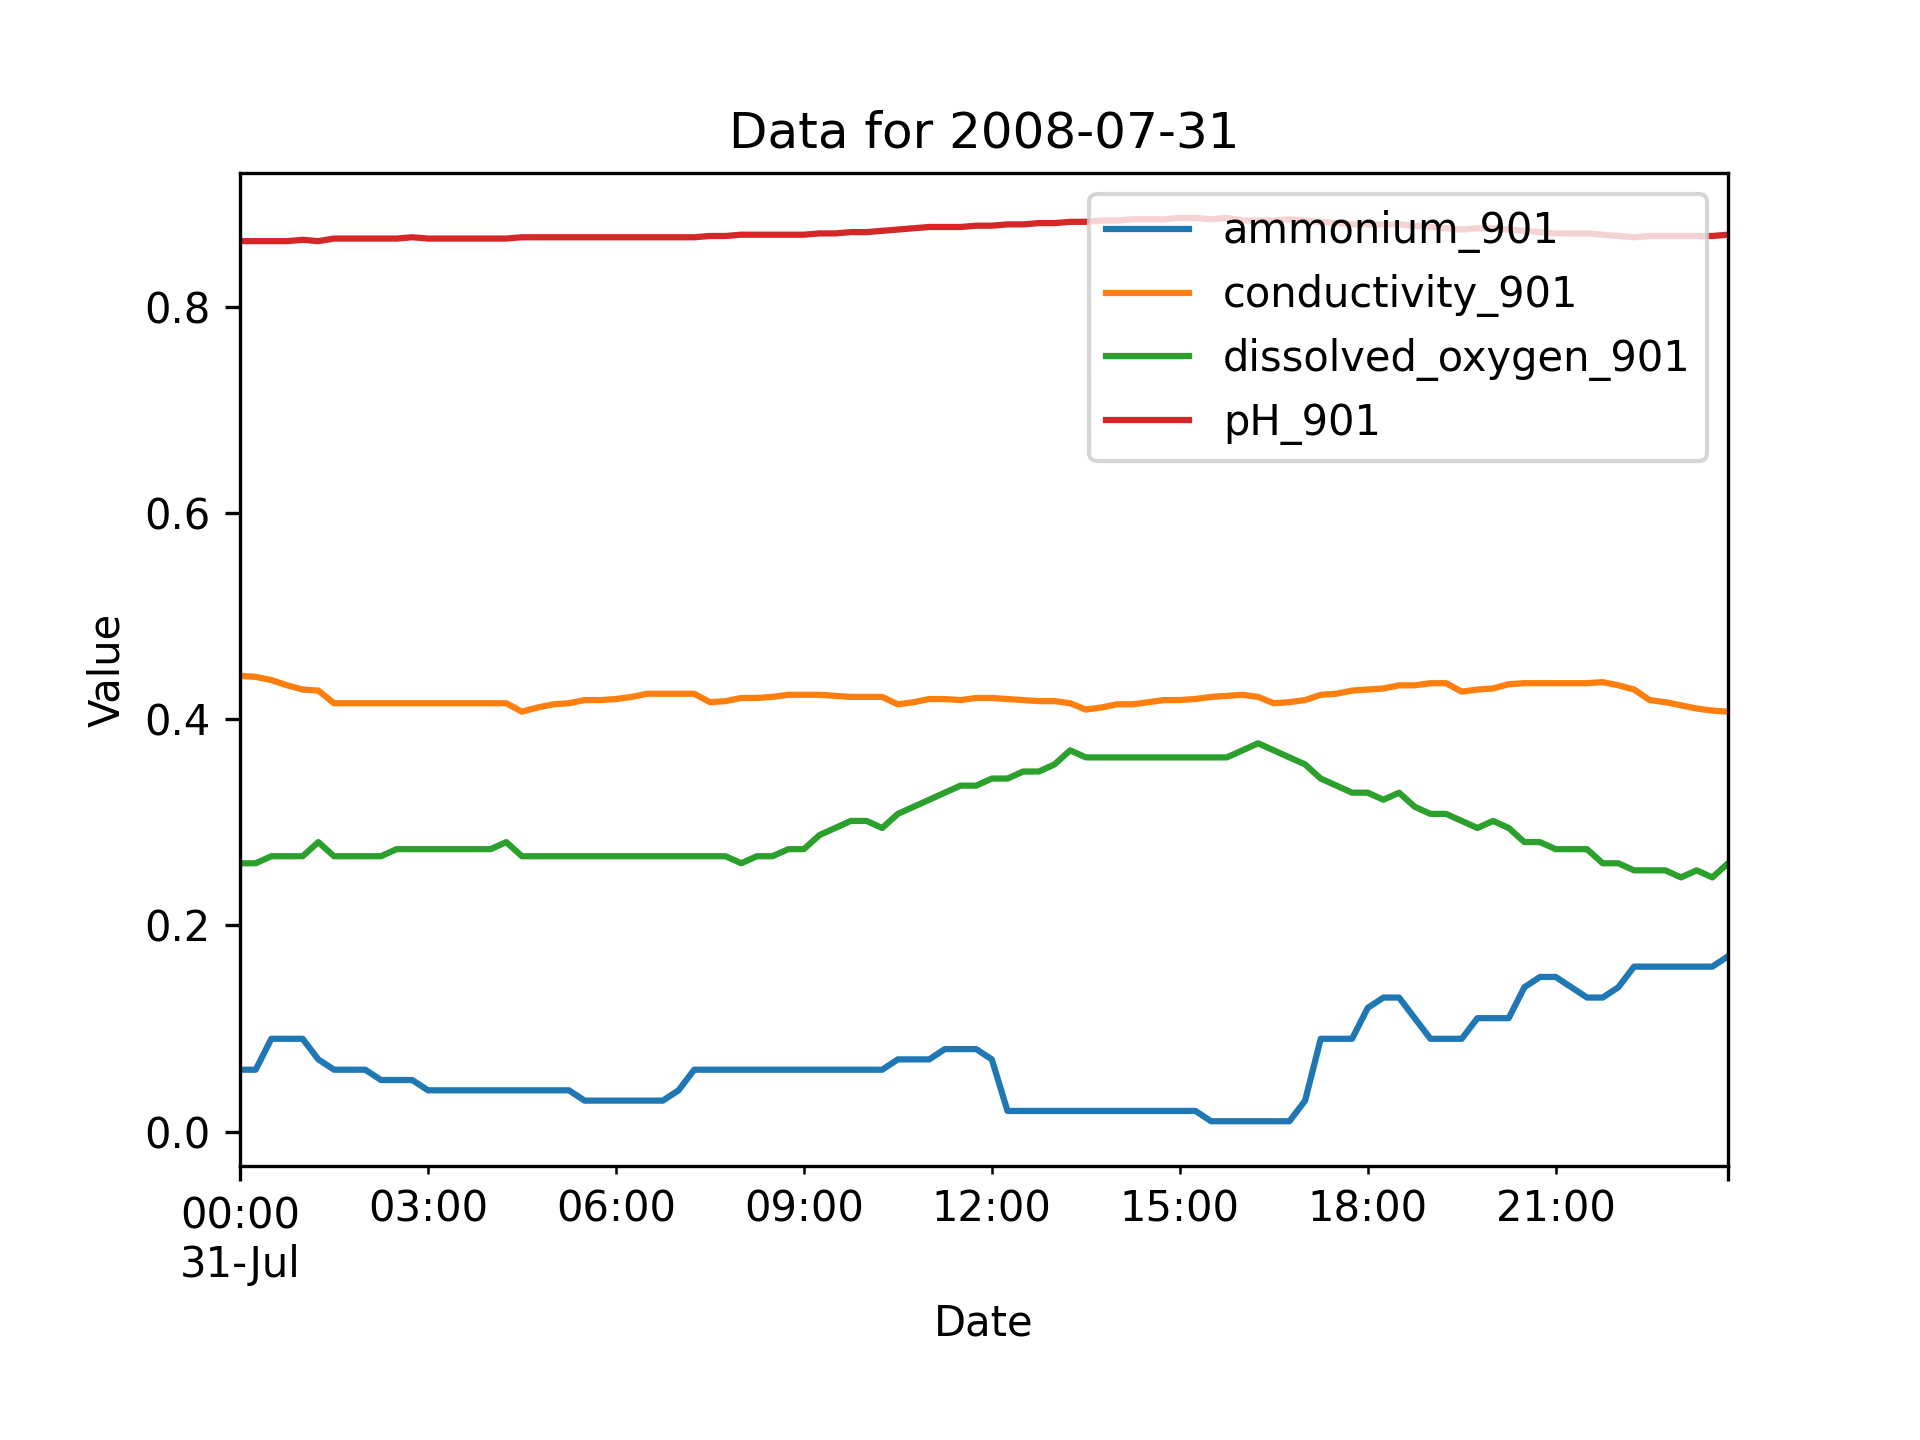 Data for 2008-07-31
ammonium_901
conductivity_901
dissolved_oxygen_901
pH_901
Value
0.8
0.6
0.4
0.2
0.0
00:00 03:00 06:00 09:00 12:00 15:00 18:00 21:00
31-Jul
Date